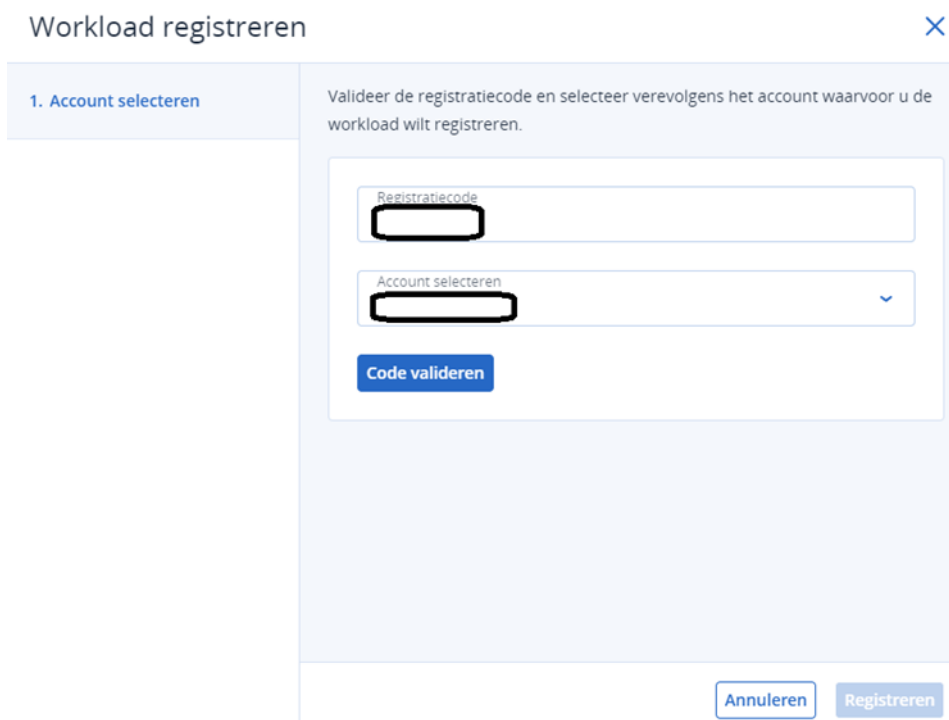 Workload registreren
1. Account selecteren
Valideer de registratiecode en selecteer verevolgens het account waarvoor u de
workload wilt registreren.
Registratiecode
Account selecteren
Code valideren
Annuleren
Registreren